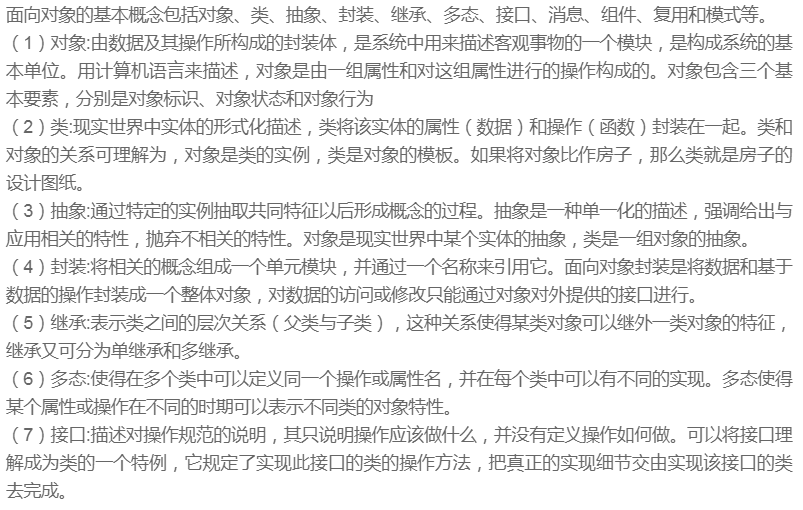 面向对象的基本概念包括对象、类、抽象、封装、继承、多态、接口、消息、组件、复用和模式等。
（1）对象:由数据及其操作所构成的封装体，是系统中用来描述客观事物的一个模块，是构成系统的基
本单位。用计算机语言来描述，对象是由一组属性和对这组属性进行的操作构成的。对象包含三个基
本要素，分别是对象标识、对象状态和对象行为
（2）类:现实世界中实体的形式化描述，类将该实体的属性（数据）和操作（函数）封装在一起。类和
对象的关系可理解为，对象是类的实例，类是对象的模板。如果将对象比作房子，那么类就是房子的
设计图纸。
（3）抽象:通过特定的实例抽取共同特征以后形成概念的过程。抽象是一种单一化的描述，强调给出与
应用相关的特性，抛弃不相关的特性。对象是现实世界中某个实体的抽象，类是一组对象的抽象。
（4）封装:将相关的概念组成一个单元模块，并通过一个名称来引用它。面向对象封装是将数据和基于
数据的操作封装成一个整体对象，对数据的访问或修改只能通过对象对外提供的接口进行。
（5）继承:表示类之间的层次关系（父类与子类），这种关系使得某类对象可以继外一类对象的特征，
继承又可分为单继承和多继承。
（6）多态:使得在多个类中可以定义同一个操作或属性名，并在每个类中可以有不同的实现。多态使得
某个属性或操作在不同的时期可以表示不同类的对象特性。
（7）接口:描述对操作规范的说明，其只说明操作应该做什么，并没有定义操作如何做。可以将接口理
解成为类的一个特例，它规定了实现此接口的类的操作方法，把真正的实现细节交由实现该接口的类
去完成。